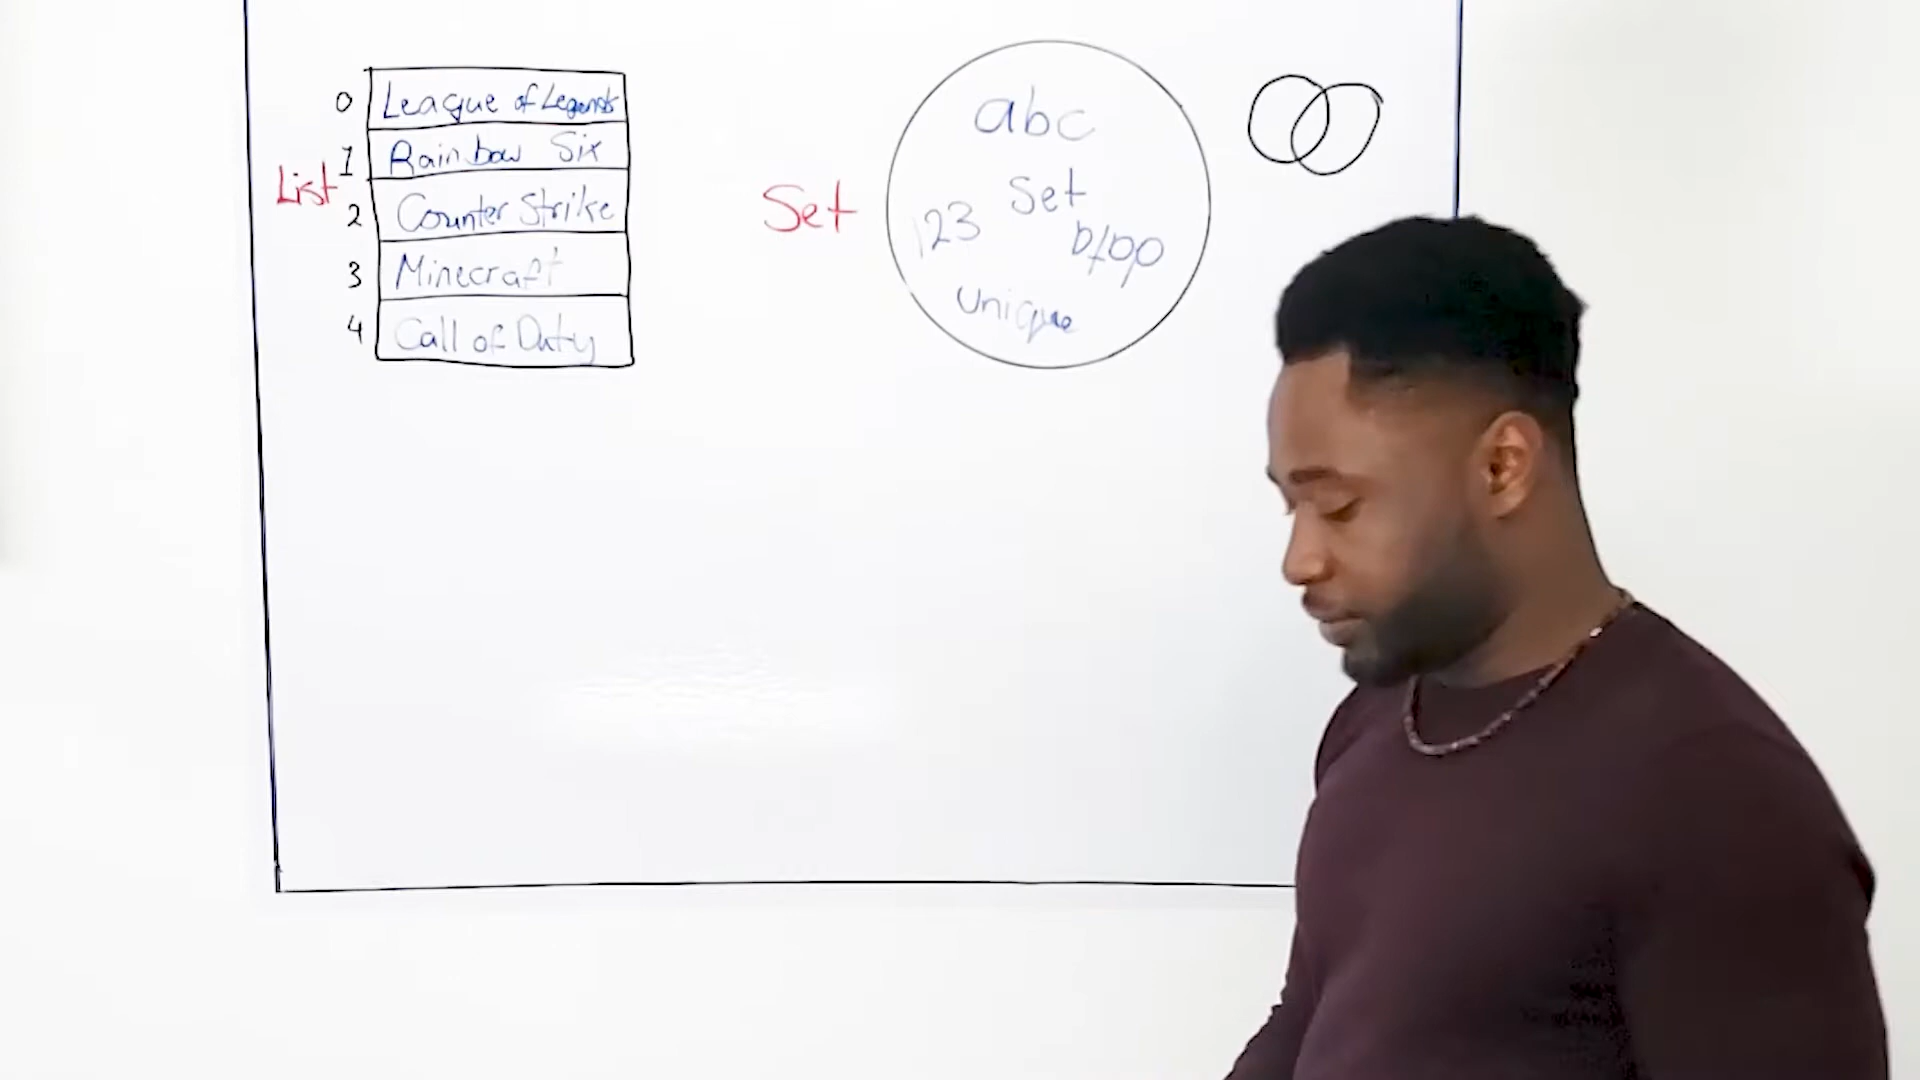 List
0 League of Legends
1 Rainbow Six
2 Counter Strike
3 Minecraft
4 Call of Duty
Set
abc
Set
123
unique